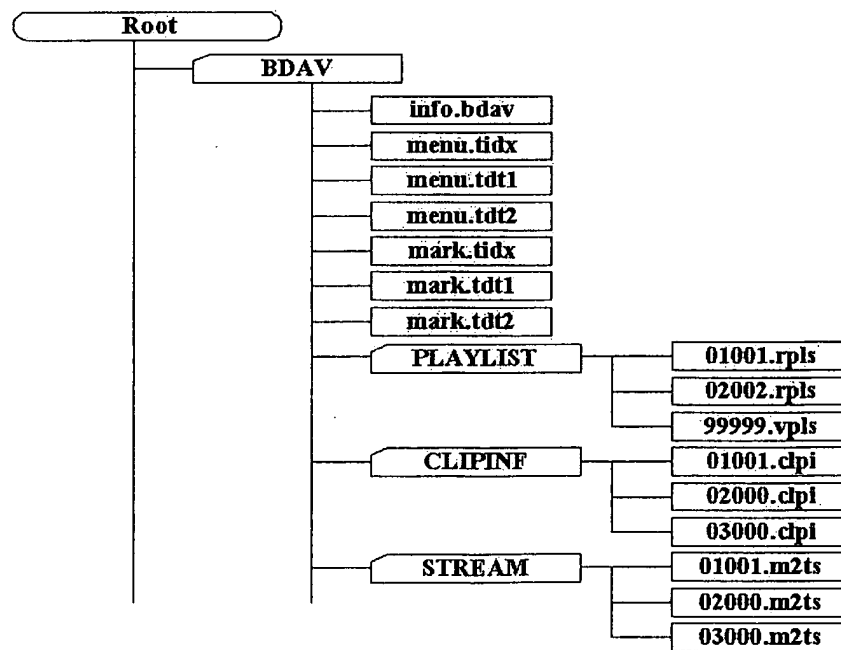 Root
BDAV
info.bdav
menu.tidx
menu.tdt1
menu.tdt2
mark.tidx
mark.tdt1
mark.tdt2
PLAYLIST
01001.rpls
02002.rpls
99999.vpls
CLIPINF
01001.clpi
02000.clpi
03000.clpi
STREAM
01001.m2ts
02000.m2ts
03000.m2ts